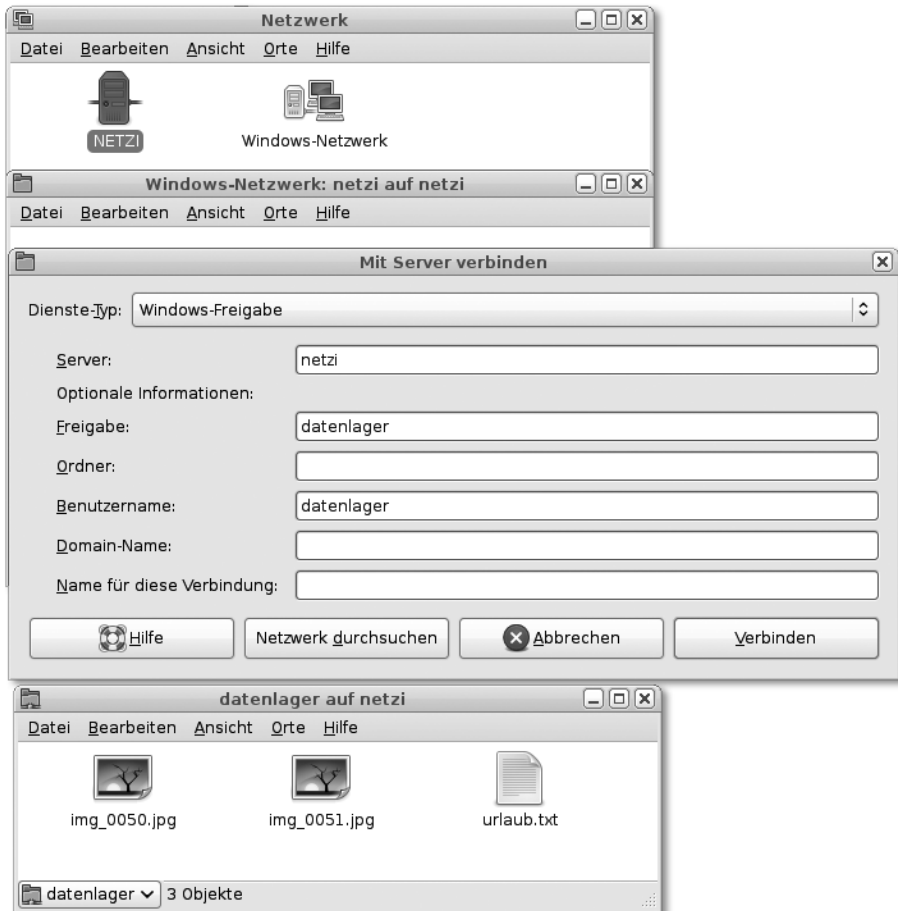 Netzwerk
Datei Bearbeiten Ansicht Orte Hilfe
NETZI Windows-Netzwerk
Windows-Netzwerk: netzi auf netzi
Datei Bearbeiten Ansicht Orte Hilfe
Mit Server verbinden
Dienste-Typ: Windows-Freigabe
Server: netzi
Optionale Informationen:
Freigabe: datenlager
Ordner:
Benutzername: datenlager
Domain-Name:
Name für diese Verbindung:
Hilfe Netzwerk durchsuchen Abbrechen Verbinden
datenlager auf netzi
Datei Bearbeiten Ansicht Orte Hilfe
img_0050.jpg img_0051.jpg urlaub.txt
datenlager 3 Objekte